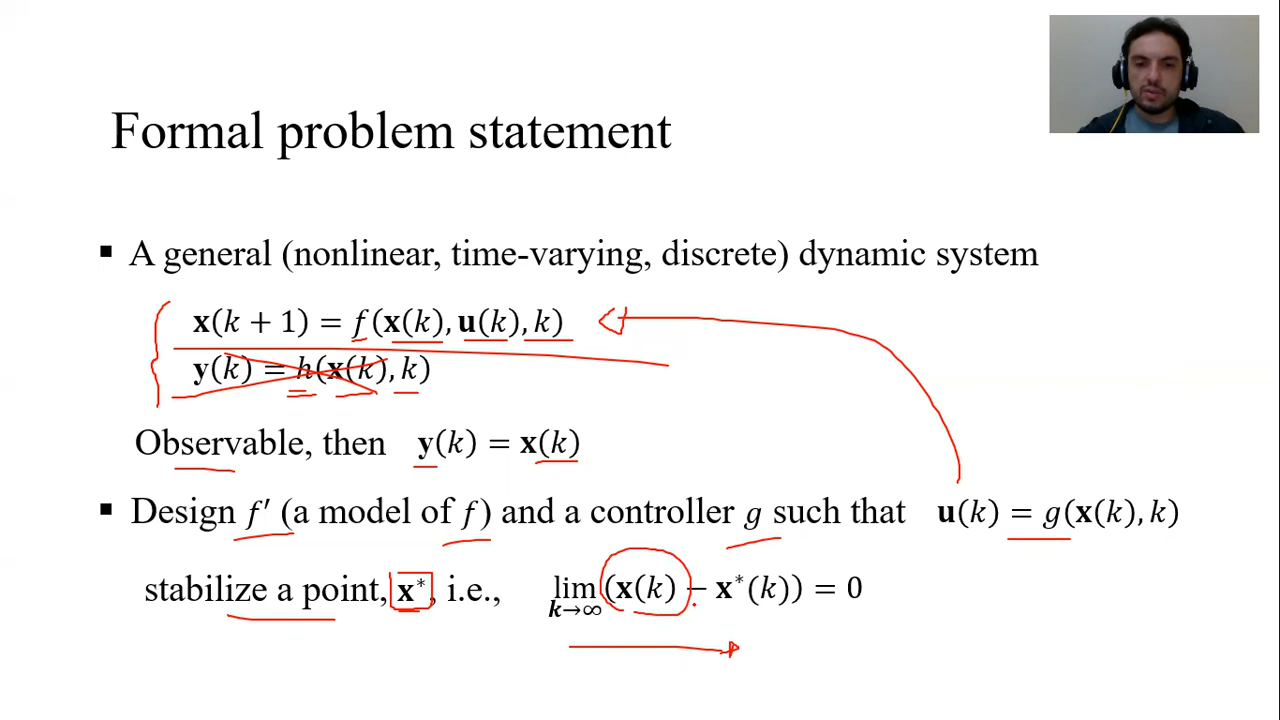 Formal problem statement
▪ A general (nonlinear, time-varying, discrete) dynamic system
𝐱(𝑘 + 1) = 𝑓(𝐱(𝑘), 𝐮(𝑘), 𝑘)
𝐲(𝑘) = ℎ(𝐱(𝑘), 𝑘)
Observable, then 𝐲(𝑘) = 𝐱(𝑘)
▪ Design 𝑓′ (a model of 𝑓) and a controller 𝑔 such that 𝐮(𝑘) = 𝑔(𝐱(𝑘), 𝑘)
stabilize a point, 𝐱*, i.e., lim 𝒌→∞ (𝐱(𝑘) − 𝐱*(𝑘)) = 0